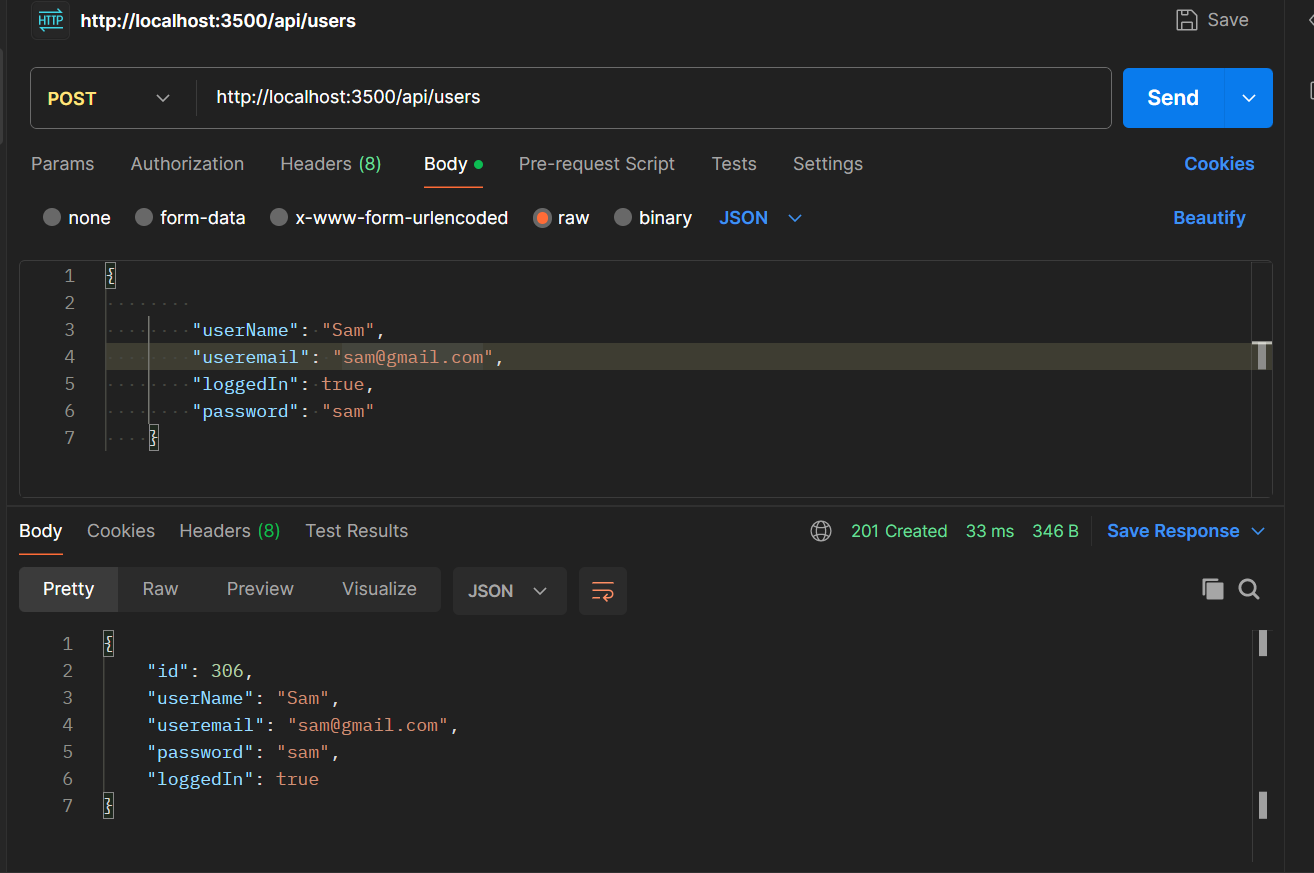 HTTP http://localhost:3500/api/users Save
POST http://localhost:3500/api/users Send
Params Authorization Headers (8) Body Pre-request Script Tests Settings Cookies
none form-data x-www-form-urlencoded raw binary JSON Beautify
1 {
2
3 "userName": "Sam",
4 "useremail": "sam@gmail.com",
5 "loggedIn": true,
6 "password": "sam"
7 }
Body Cookies Headers (8) Test Results 201 Created 33 ms 346 B Save Response
Pretty Raw Preview Visualize JSON
1 {
2 "id": 306,
3 "userName": "Sam",
4 "useremail": "sam@gmail.com",
5 "password": "sam",
6 "loggedIn": true
7 }